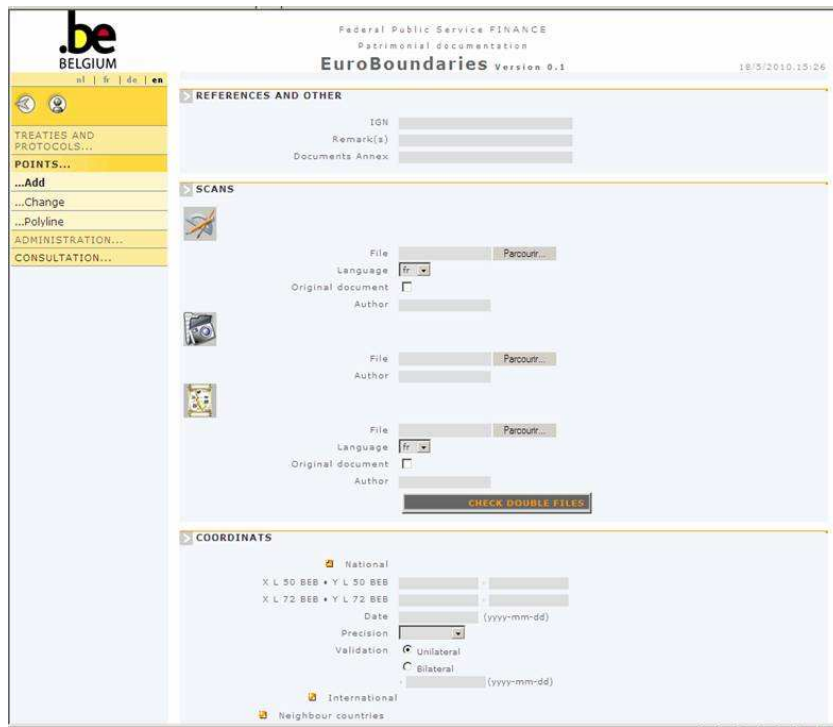 .be
BELGIUM
Federal Public Service FINANCE
Patrimonial documentation
EuroBoundaries Version 0.1
18/5/2010.15:26
nl | fr | de | en
TREATIES AND
PROTOCOLS...
POINTS...
...Add
...Change
...Polyline
ADMINISTRATION...
CONSULTATION...
REFERENCES AND OTHER
IGN
Remark(s)
Documents Annex
SCANS
File Parcourir...
Language fr
Original document
Author
File Parcourir...
Author
File Parcourir...
Language fr
Original document
Author
CHECK DOUBLE FILES
COORDINATS
National
X L 50 BEB • Y L 50 BEB -
X L 72 BEB • Y L 72 BEB -
Date (yyyy-mm-dd)
Precision
Validation Unilateral
Bilateral
- (yyyy-mm-dd)
International
Neighbour countries